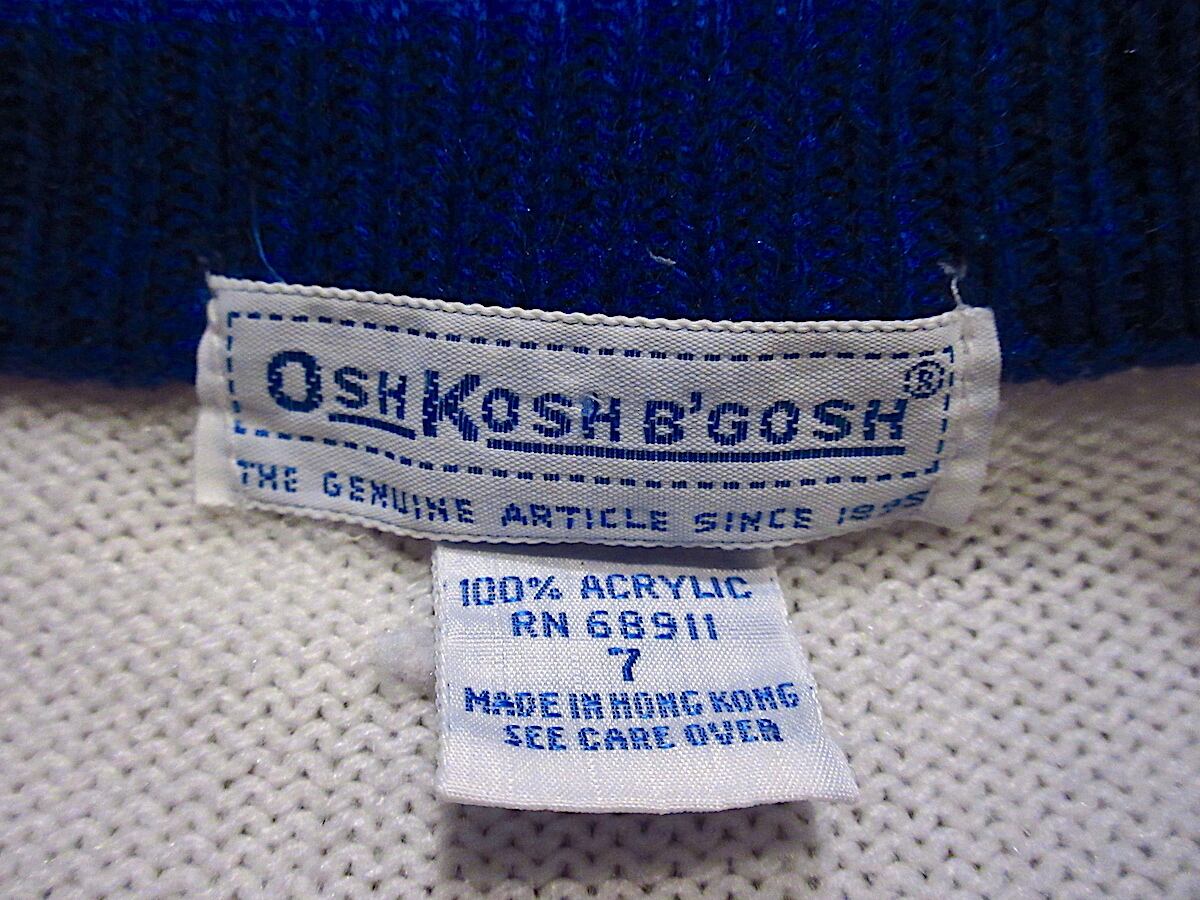 OSHKOSH B'GOSH®
THE GENUINE ARTICLE SINCE 1895
100% ACRYLIC
RN 68911
7
MADE IN HONG KONG
SEE CARE OVER